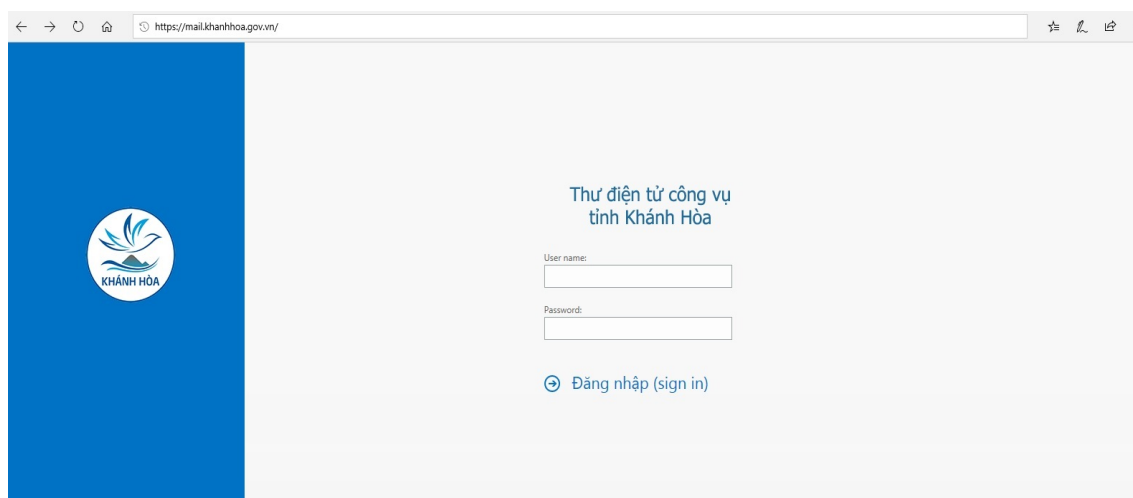 https://mail.khanhhoa.gov.vn/
KHÁNH HÒA
Thư điện tử công vụ
tỉnh Khánh Hòa
User name:
Password:
Đăng nhập (sign in)